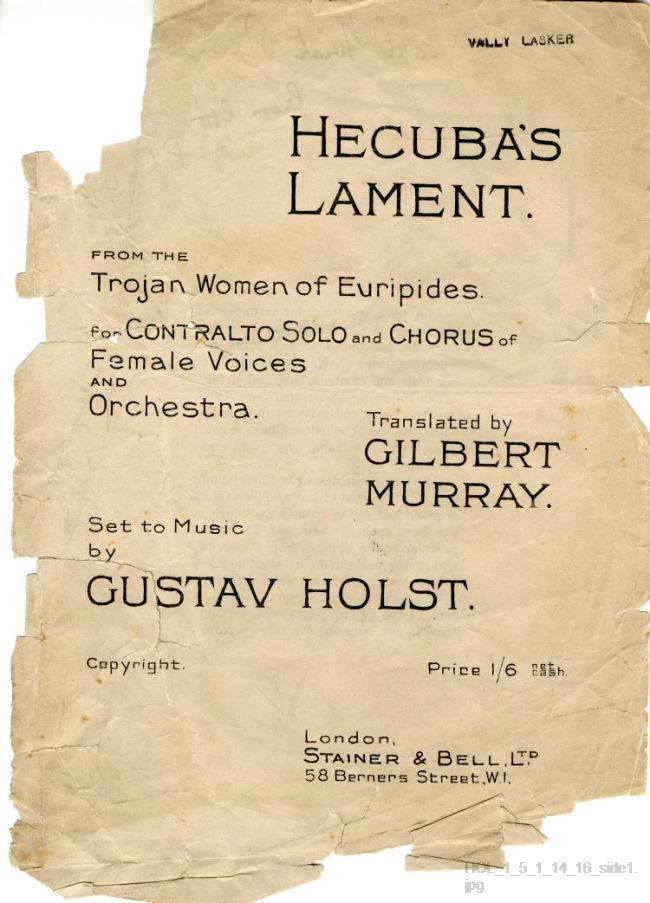 VALLY LASKER
HECUBA'S
LAMENT.
FROM THE
Trojan Women of Euripides.
for CONTRALTO SOLO and CHORUS of
Female Voices
AND
Orchestra.
Translated by
GILBERT
MURRAY.
Set to Music
by
GUSTAV HOLST.
Copyright.
Price 1/6 net cash.
London,
STAINER & BELL, LTD
58 Berners Street, W.1.
HOL_1_5_1_14_16_side1.
jpg